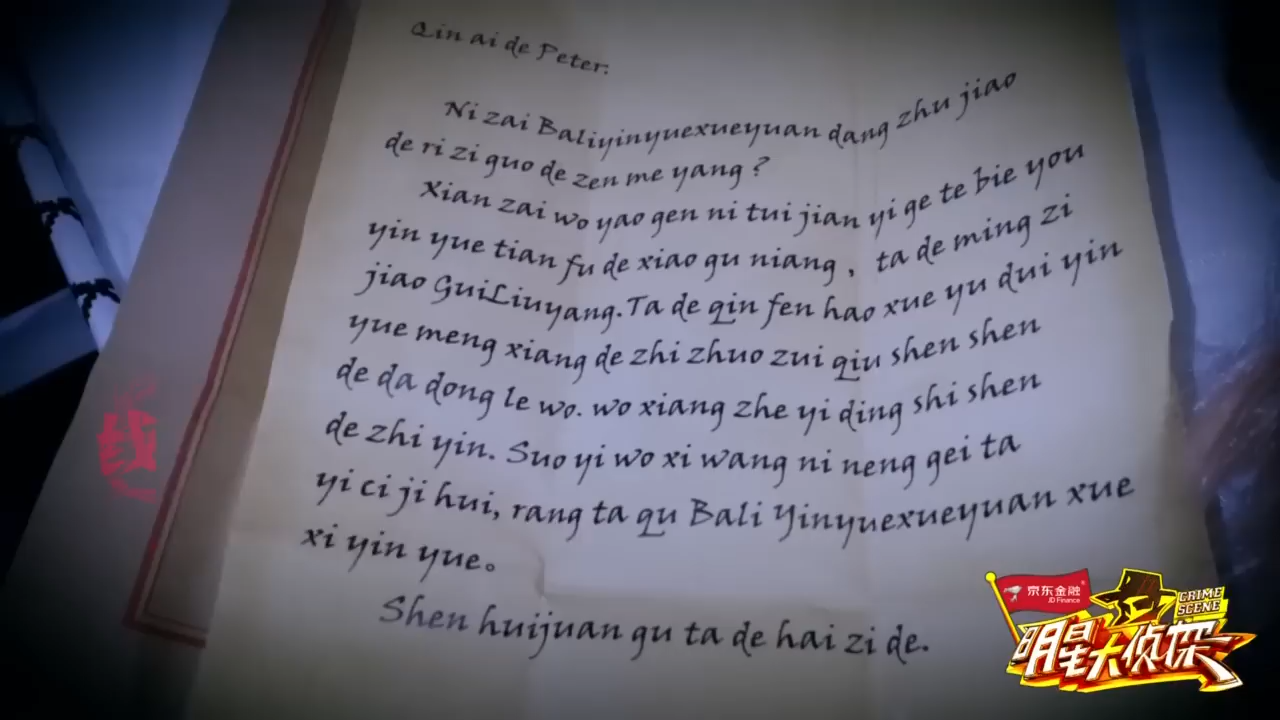 Qin ai de Peter:
Ni zai Baliyinyuexueyuan dang zhu jiao
de ri zi guo de zen me yang?
Xian zai wo yao gen ni tui jian yi ge te bie you
yin yue tian fu de xiao gu niang, ta de ming zi
jiao GuiLiuyang. Ta de qin fen hao xue yu dui yin
yue meng xiang de zhi zhuo zui qiu shen shen
de da dong le wo. wo xiang zhe yi ding shi shen
de zhi yin. Suo yi wo xi wang ni neng gei ta
yi ci ji hui, rang ta qu Bali Yinyuexueyuan xue
xi yin yue。
Shen huijuan gu ta de hai zi de.
线
京东金融
JD Finance
CRIME
SCENE
明星大侦探